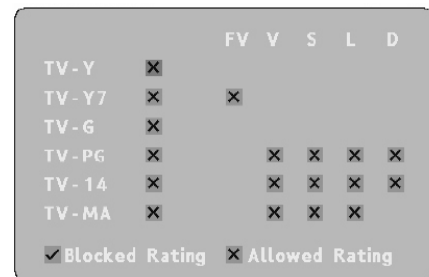 FV V S L D
TV-Y
TV-Y7
TV-G
TV-PG
TV-14
TV-MA
Blocked Rating Allowed Rating